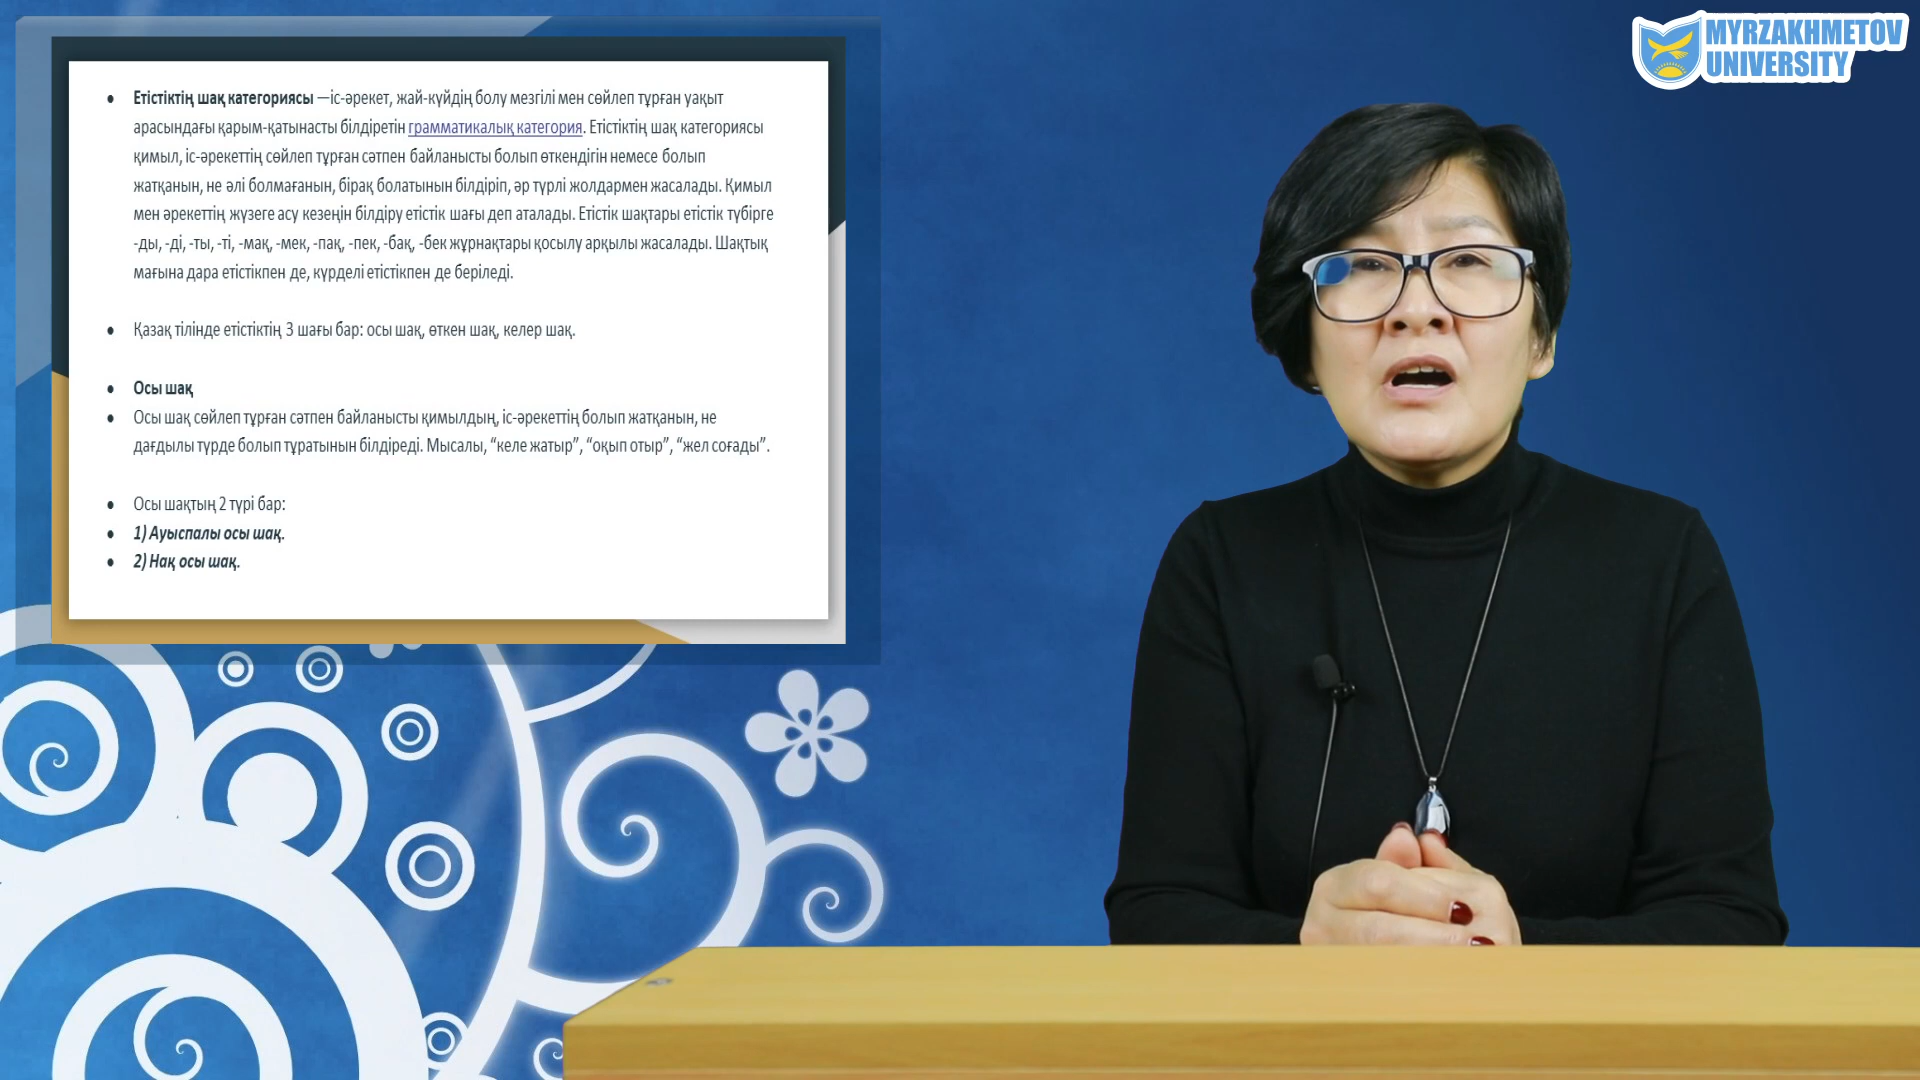 MYRZAKHMETOV
UNIVERSITY
• Етістіктің шақ категориясы —іс-әрекет, жай-күйдің болу мезгілі мен сөйлеп тұрған уақыт
арасындағы қарым-қатынасты білдіретін грамматикалық категория. Етістіктің шақ категориясы
қимыл, іс-әрекеттің сөйлеп тұрған сәтпен байланысты болып өткендігін немесе болып
жатқанын, не әлі болмағанын, бірақ болатынын білдіріп, әр түрлі жолдармен жасалады. Қимыл
мен әрекеттің жүзеге асу кезеңін білдіру етістік шағы деп аталады. Етістік шақтары етістік түбірге
-ды, -ді, -ты, -ті, -мақ, -мек, -пақ, -пек, -бақ, -бек жұрнақтары қосылу арқылы жасалады. Шақтық
мағына дара етістікпен де, күрделі етістікпен де беріледі.
• Қазақ тілінде етістіктің 3 шағы бар: осы шақ, өткен шақ, келер шақ.
• Осы шақ
• Осы шақ сөйлеп тұрған сәтпен байланысты қимылдың, іс-әрекеттің болып жатқанын, не
дағдылы түрде болып тұратынын білдіреді. Мысалы, “келе жатыр”, “оқып отыр”, “жел соғады”.
• Осы шақтың 2 түрі бар:
• 1) Ауыспалы осы шақ.
• 2) Нақ осы шақ.